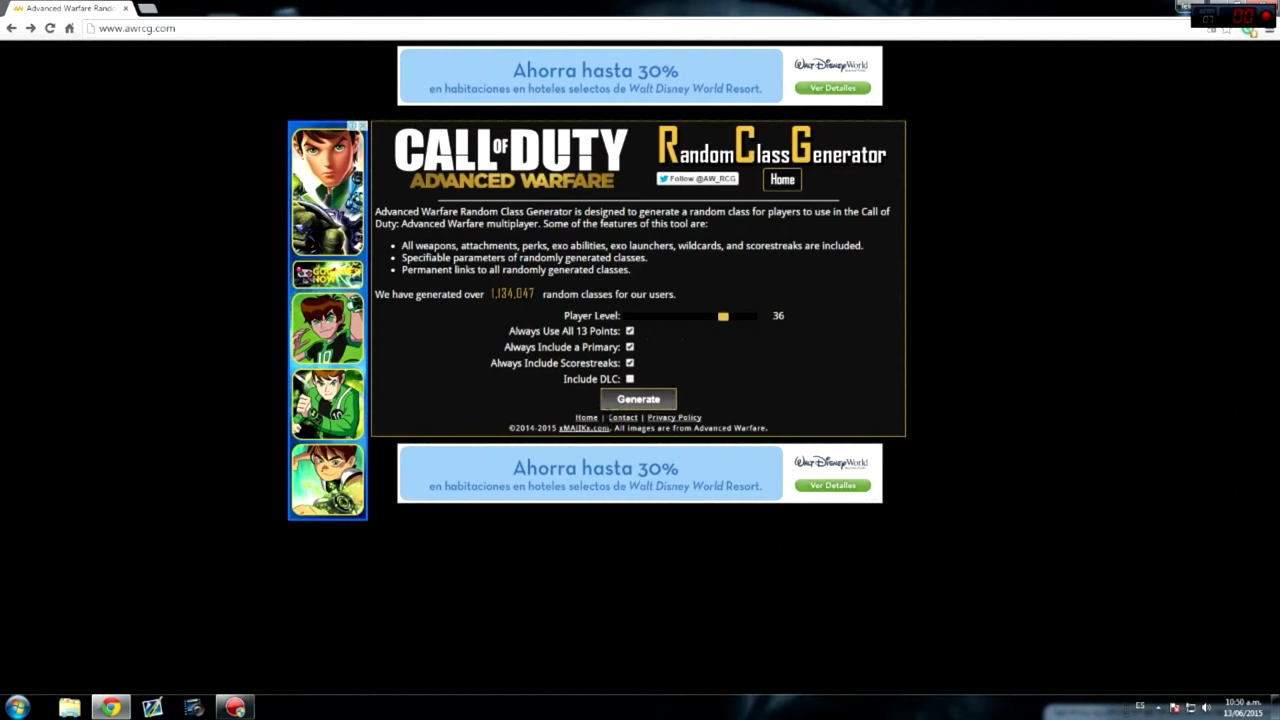 Advanced Warfare Rando
www.awrcg.com
Ahorra hasta 30%
en habitaciones en hoteles selectos de Walt Disney World Resort.
Walt Disney World
Ver Detalles
CALL OF DUTY
ADVANCED WARFARE
RandomClassGenerator
Follow @AW_RCG
Home
Advanced Warfare Random Class Generator is designed to generate a random class for players to use in the Call of
Duty: Advanced Warfare multiplayer. Some of the features of this tool are:
All weapons, attachments, perks, exo abilities, exo launchers, wildcards, and scorestreaks are included.
Specifiable parameters of randomly generated classes.
Permanent links to all randomly generated classes.
We have generated over 1,134,047 random classes for our users.
Player Level: 36
Always Use All 13 Points:
Always Include a Primary:
Always Include Scorestreaks:
Include DLC:
Generate
Home | Contact | Privacy Policy
©2014-2015 xMAIIKx.com. All images are from Advanced Warfare.
Ahorra hasta 30%
en habitaciones en hoteles selectos de Walt Disney World Resort.
Walt Disney World
Ver Detalles
ES
10:50 a.m.
13/06/2015